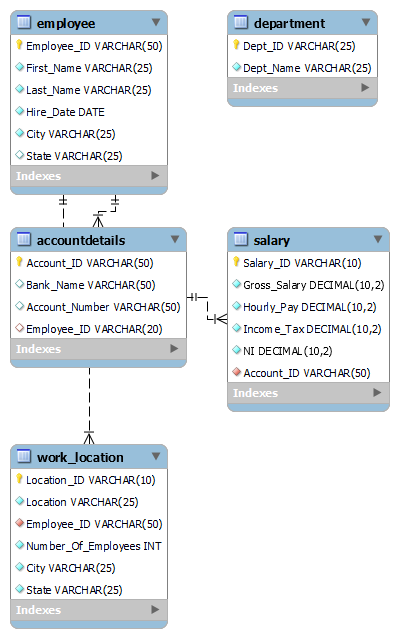 employee
Employee_ID VARCHAR(50)
First_Name VARCHAR(25)
Last_Name VARCHAR(25)
Hire_Date DATE
City VARCHAR(25)
State VARCHAR(25)
Indexes
department
Dept_ID VARCHAR(25)
Dept_Name VARCHAR(25)
Indexes
accountdetails
Account_ID VARCHAR(50)
Bank_Name VARCHAR(50)
Account_Number VARCHAR(50)
Employee_ID VARCHAR(20)
Indexes
salary
Salary_ID VARCHAR(10)
Gross_Salary DECIMAL(10,2)
Hourly_Pay DECIMAL(10,2)
Income_Tax DECIMAL(10,2)
NI DECIMAL(10,2)
Account_ID VARCHAR(50)
Indexes
work_location
Location_ID VARCHAR(10)
Location VARCHAR(25)
Employee_ID VARCHAR(50)
Number_Of_Employees INT
City VARCHAR(25)
State VARCHAR(25)
Indexes